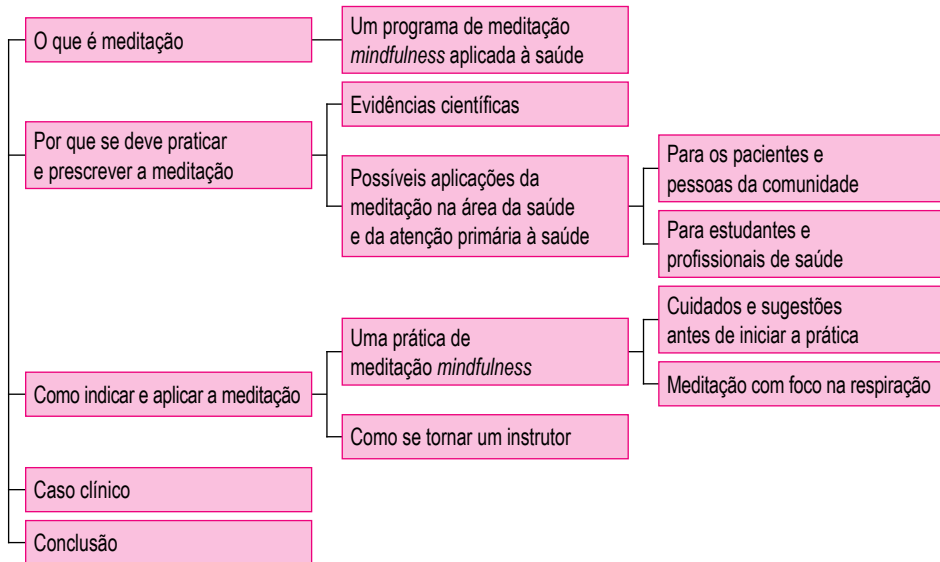 O que é meditação
Um programa de meditação
mindfulness aplicada à saúde
Por que se deve praticar
e prescrever a meditação
Evidências científicas
Possíveis aplicações da
meditação na área da saúde
e da atenção primária à saúde
Para os pacientes e
pessoas da comunidade
Para estudantes e
profissionais de saúde
Como indicar e aplicar a meditação
Uma prática de
meditação mindfulness
Cuidados e sugestões
antes de iniciar a prática
Meditação com foco na respiração
Como se tornar um instrutor
Caso clínico
Conclusão